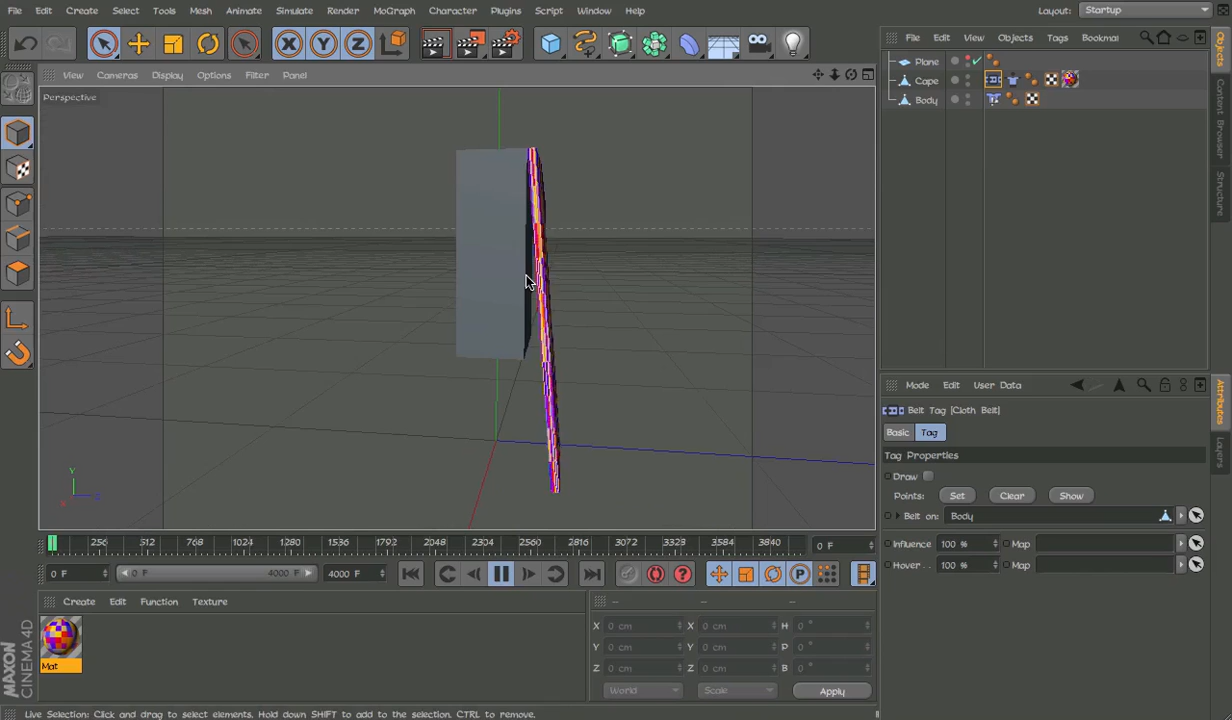 File Edit Create Select Tools Mesh Animate Simulate Render MoGraph Character Plugins Script Window Help
Layout: Startup
File Edit View Objects Tags Bookmar
View Cameras Display Options Filter Panel
Perspective
Plane
Cape
Body
Objects
Content Browser
Structure
Mode Edit User Data
Belt Tag [Cloth Belt]
Basic Tag
Tag Properties
Draw
Points: Set Clear Show
Belt on: Body
Influence 100 % Map
Hover . . 100 % Map
Attributes
Layers
Y
X
Z
256 512 768 1024 1280 1536 1792 2048 2304 2560 2816 3072 3328 3584 3840 0 F
0 F 0 F 4000 F 4000 F
Create Edit Function Texture
Mat
-- -- --
X 0 cm X 0 cm H 0 °
Y 0 cm Y 0 cm P 0 °
Z 0 cm Z 0 cm B 0 °
World Scale Apply
MAXON
CINEMA 4D
Live Selection: Click and drag to select elements. Hold down SHIFT to add to the selection, CTRL to remove.